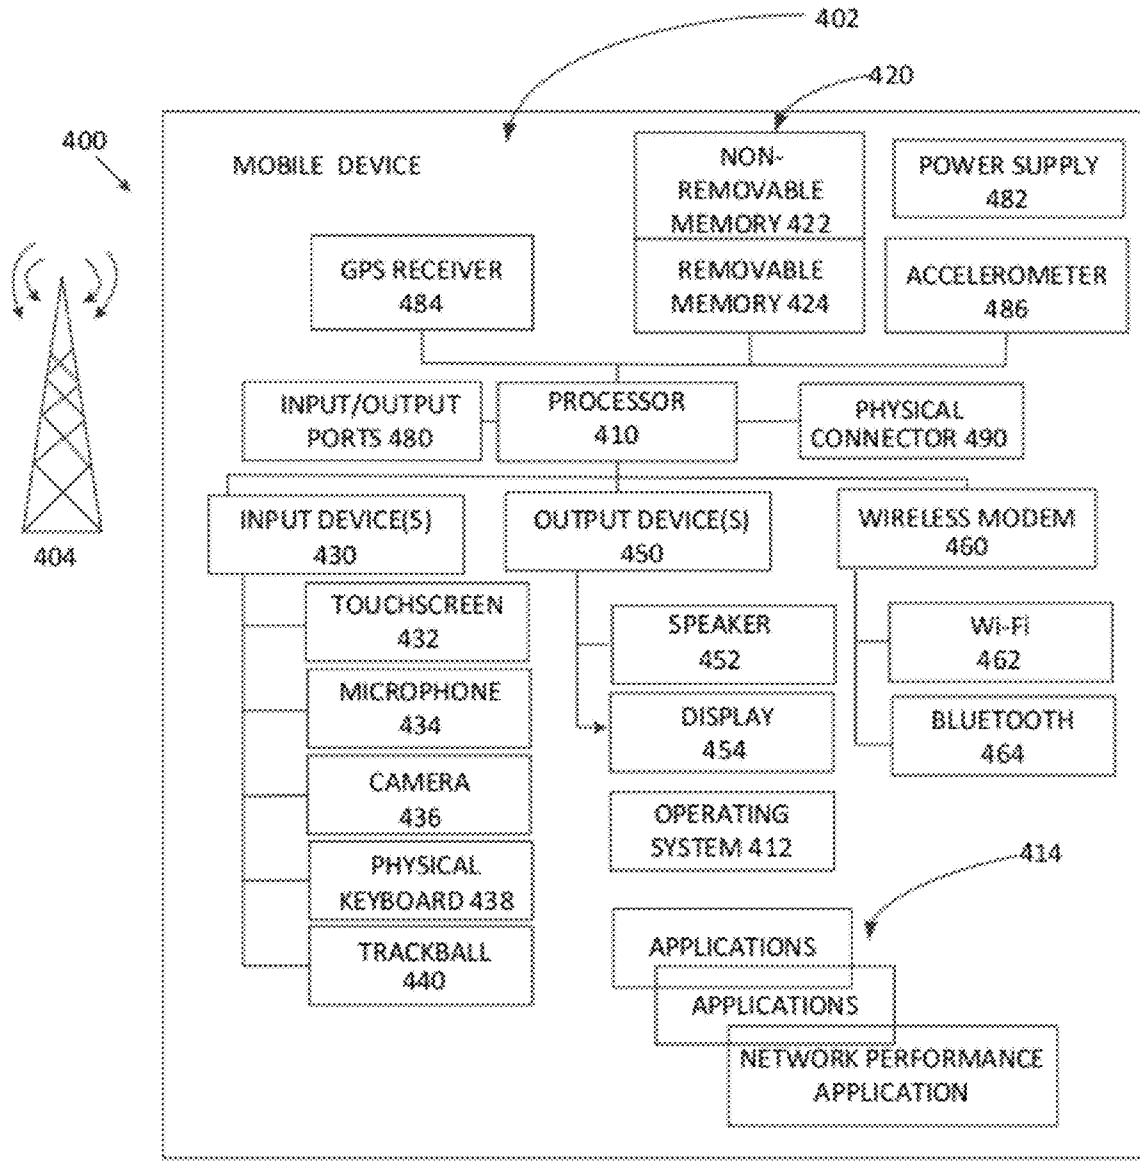 402
420
400
MOBILE DEVICE
NON-
REMOVABLE
MEMORY 422
POWER SUPPLY
482
GPS RECEIVER
484
REMOVABLE
MEMORY 424
ACCELEROMETER
486
INPUT/OUTPUT
PORTS 480
PROCESSOR
410
PHYSICAL
CONNECTOR 490
404
INPUT DEVICE(S)
430
OUTPUT DEVICE(S)
450
WIRELESS MODEM
460
TOUCHSCREEN
432
MICROPHONE
434
CAMERA
436
PHYSICAL
KEYBOARD 438
TRACKBALL
440
SPEAKER
452
DISPLAY
454
Wi-Fi
462
BLUETOOTH
464
OPERATING
SYSTEM 412
414
APPLICATIONS
APPLICATIONS
NETWORK PERFORMANCE
APPLICATION